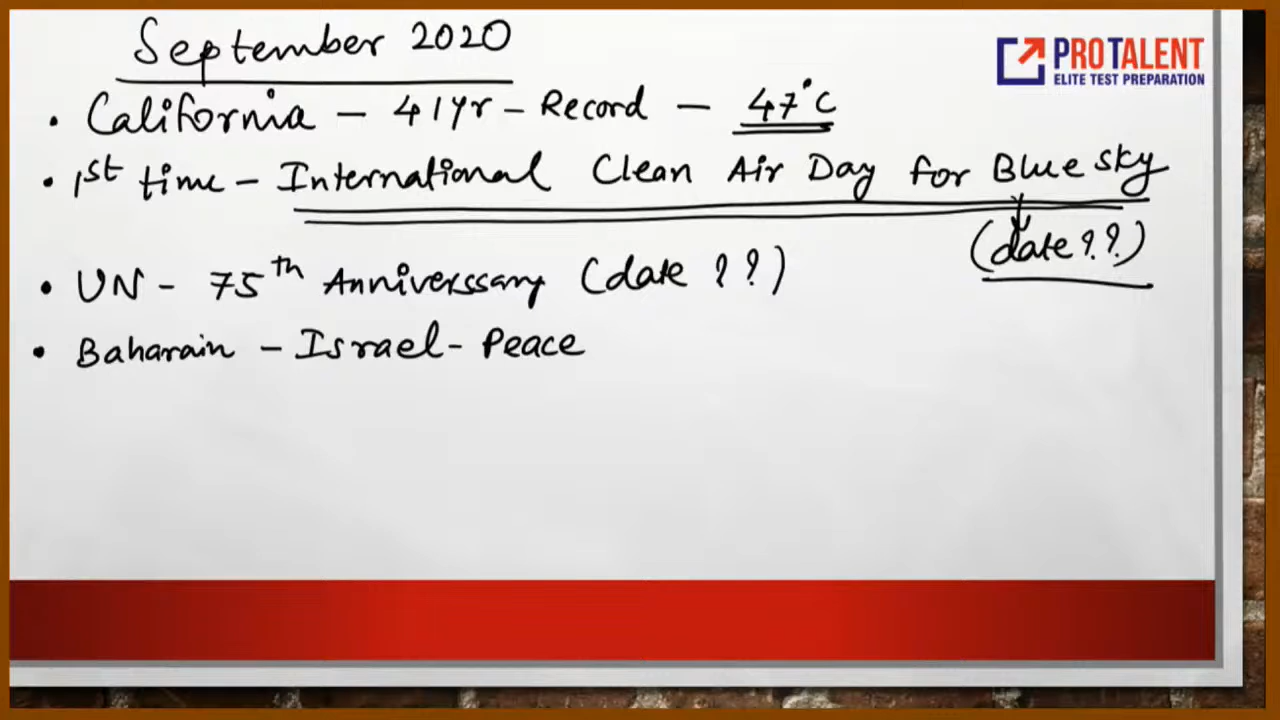 September 2020
PROTALENT
ELITE TEST PREPARATION
• California – 41yr – Record – 47°C
• 1st time – International Clean Air Day for Blue sky
(date ? ?)
• UN – 75th Anniverssary (date ? ?)
• Baharain – Israel – Peace